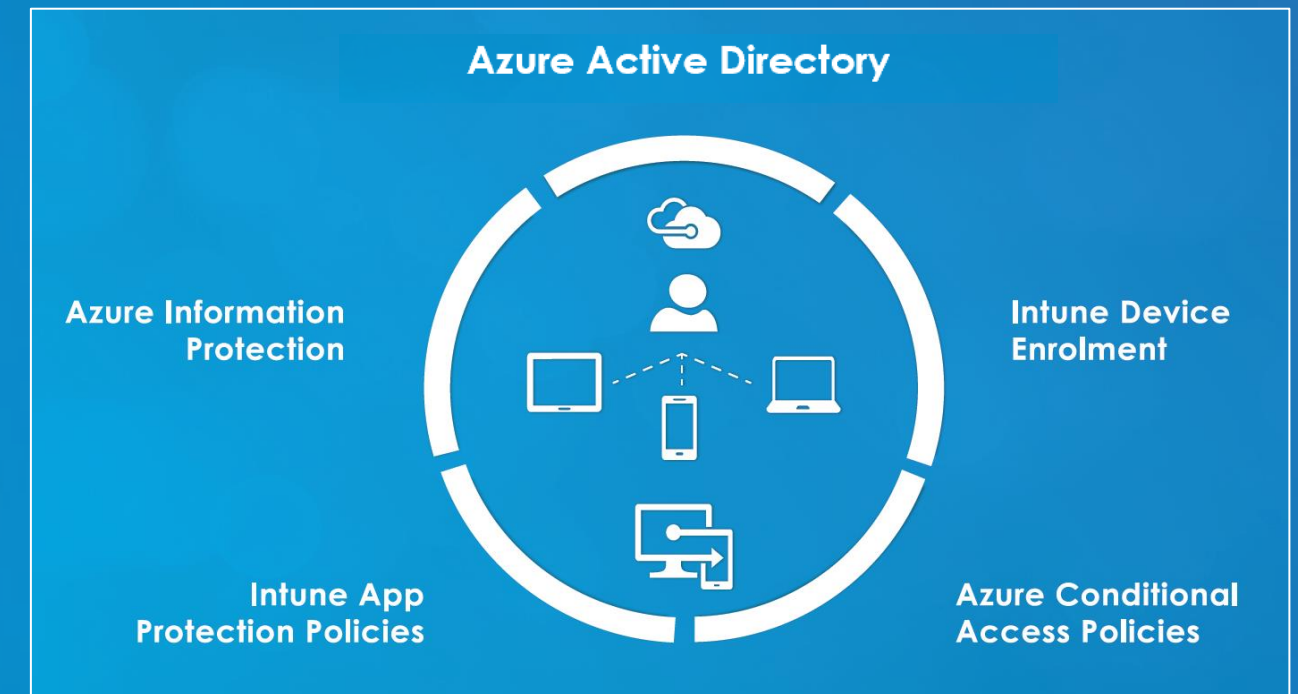 Azure Active Directory
Azure Information
Protection
Intune Device
Enrolment
Intune App
Protection Policies
Azure Conditional
Access Policies